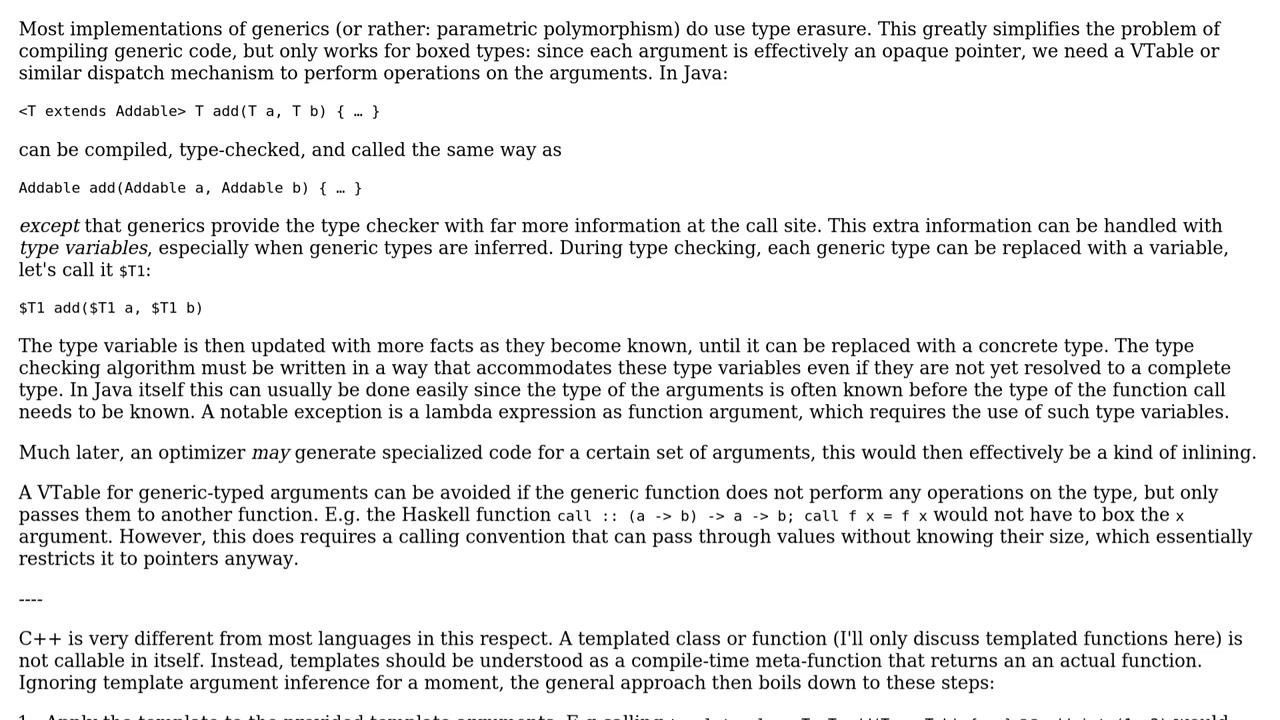 Most implementations of generics (or rather: parametric polymorphism) do use type erasure. This greatly simplifies the problem of
compiling generic code, but only works for boxed types: since each argument is effectively an opaque pointer, we need a VTable or
similar dispatch mechanism to perform operations on the arguments. In Java:
<T extends Addable> T add(T a, T b) { … }
can be compiled, type-checked, and called the same way as
Addable add(Addable a, Addable b) { … }
except that generics provide the type checker with far more information at the call site. This extra information can be handled with
type variables, especially when generic types are inferred. During type checking, each generic type can be replaced with a variable,
let's call it $T1:
$T1 add($T1 a, $T1 b)
The type variable is then updated with more facts as they become known, until it can be replaced with a concrete type. The type
checking algorithm must be written in a way that accommodates these type variables even if they are not yet resolved to a complete
type. In Java itself this can usually be done easily since the type of the arguments is often known before the type of the function call
needs to be known. A notable exception is a lambda expression as function argument, which requires the use of such type variables.
Much later, an optimizer may generate specialized code for a certain set of arguments, this would then effectively be a kind of inlining.
A VTable for generic-typed arguments can be avoided if the generic function does not perform any operations on the type, but only
passes them to another function. E.g. the Haskell function call :: (a -> b) -> a -> b; call f x = f x would not have to box the x
argument. However, this does requires a calling convention that can pass through values without knowing their size, which essentially
restricts it to pointers anyway.
----
C++ is very different from most languages in this respect. A templated class or function (I'll only discuss templated functions here) is
not callable in itself. Instead, templates should be understood as a compile-time meta-function that returns an an actual function.
Ignoring template argument inference for a moment, the general approach then boils down to these steps:
1. Apply the template to the provided template arguments. E.g calling